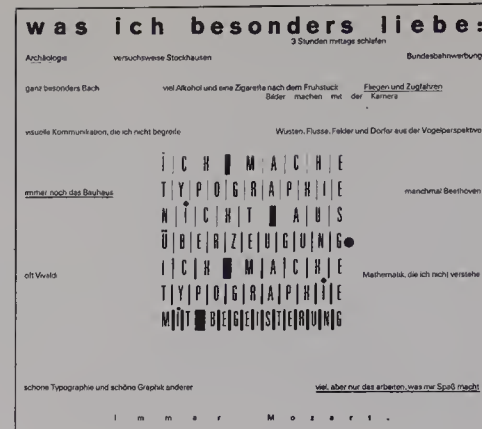 was ich besonders liebe:
3 Stunden mittags schlafen
Archäologie versuchsweise Stockhausen Bundesbahnwerbung
ganz besonders Bach viel Alkohol und eine Zigarette nach dem Frühstück Fliegen und Zugfahren
Bilder machen mit der Kamera
visuelle Kommunikation, die ich nicht begreife Wüsten, Flüsse, Felder und Dörfer aus der Vogelperspektive
ICH MACHE
TYPOGRAPHIE
immer noch das Bauhaus manchmal Beethoven
NICHT AUS
ÜBERZEUGUNG
ICH MACHE
oft Vivaldi Mathematik, die ich nicht verstehe
TYPOGRAPHIE
MIT BEGEISTERUNG
schöne Typographie und schöne Graphik anderer viel, aber nur das arbeiten, was mir Spaß macht
Immer Mozart.